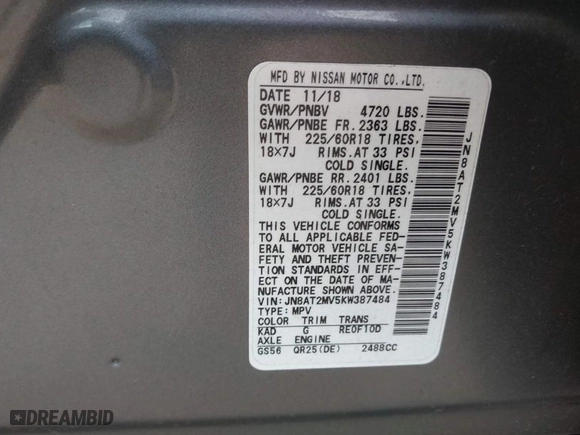 MFD BY NISSAN MOTOR CO.,LTD.
DATE 11/18
GVWR/PNBV 4720 LBS.
GAWR/PNBE FR. 2363 LBS.
WITH 225/60R18 TIRES,
18×7J RIMS.AT 33 PSI
COLD SINGLE.
GAWR/PNBE RR. 2401 LBS.
WITH 225/60R18 TIRES,
18×7J RIMS.AT 33 PSI
COLD SINGLE.
THIS VEHICLE CONFORMS
TO ALL APPLICABLE FED-
ERAL MOTOR VEHICLE SA-
FETY AND THEFT PREVEN-
TION STANDARDS IN EFF-
ECT ON THE DATE OF MA-
NUFACTURE SHOWN ABOVE.
VIN:JN8AT2MV5KW387484
TYPE:MPV
COLOR TRIM TRANS
KAD G RE0F10D
AXLE ENGINE
GS56 QR25(DE) 2488CC
JN8AT2MV5KW387484
DREAMBID